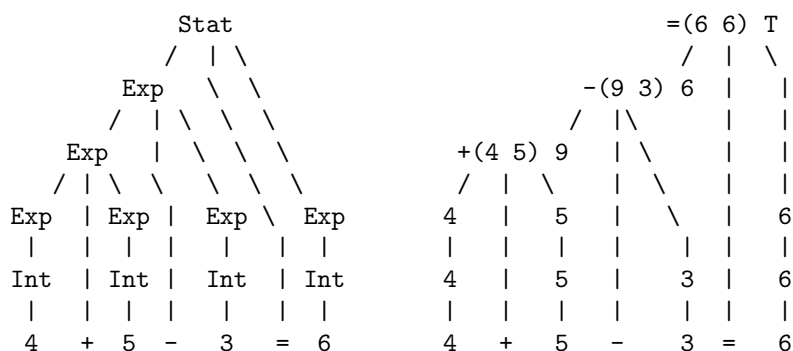 Stat =(6 6) T
/ | \ / | \
Exp \ \ -(9 3) 6 | |
/ | \ \ \ / |\ | |
Exp | \ \ \ +(4 5) 9 | \ | |
/ | \ \ | \ \ \ / | \ | \ | |
Exp | Exp | Exp \ Exp 4 | 5 | \ | 6
| | | | | | | | | | | | | |
Int | Int | Int | Int 4 | 5 | 3 | 6
| | | | | | | | | | | | | |
4 + 5 - 3 = 6 4 + 5 - 3 = 6